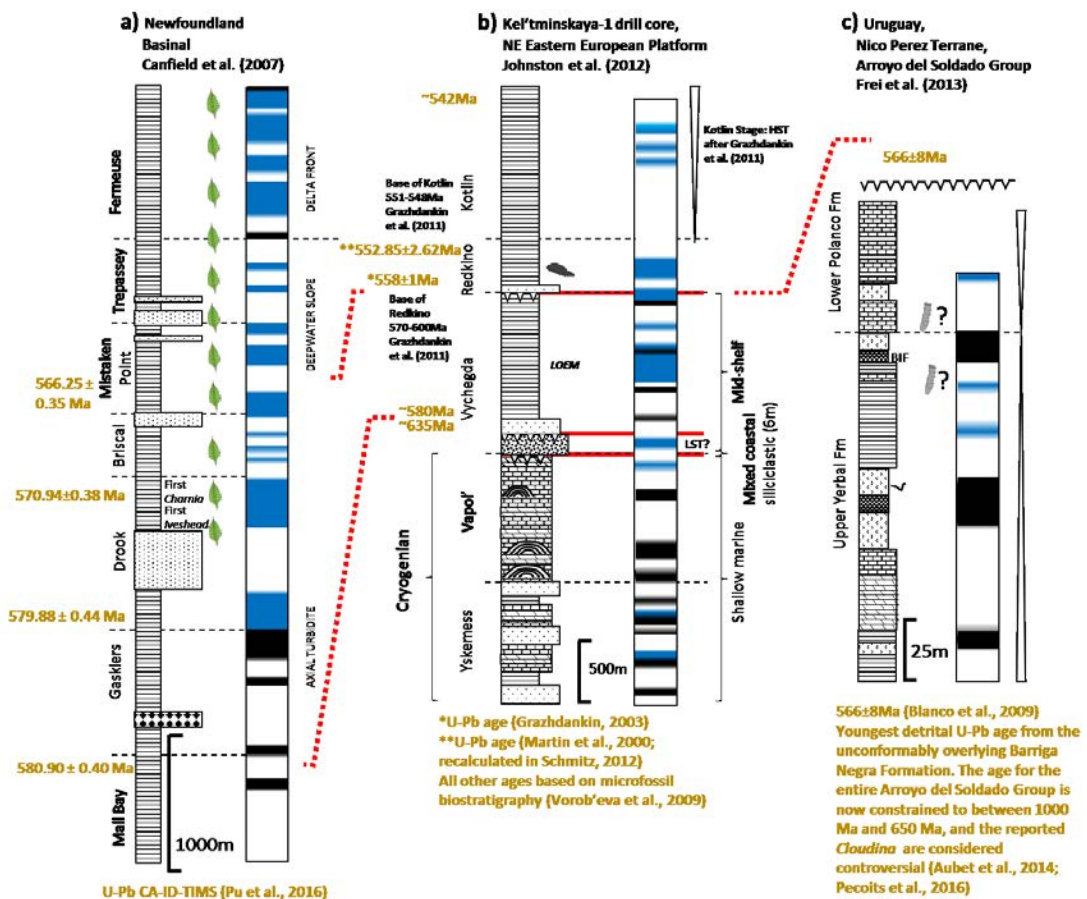 a) Newfoundland
Basinal
Canfield et al. (2007)
Fermeuse
Trepassey
Mistaken
Point
Briscal
Drook
Gasklers
Mall Bay
DELTA FRONT
DEEPWATER SLOPE
AXIAL TURBIDITE
566.25 ±
0.35 Ma
570.94±0.38 Ma
579.88 ± 0.44 Ma
580.90 ± 0.40 Ma
First
Charnia
First
Iveshead
1000m
U-Pb CA-ID-TIMS (Pu et al., 2016)
b) Kel'tminskaya-1 drill core,
NE Eastern European Platform
Johnston et al. (2012)
~542Ma
Base of Kotlin
551-548Ma
Grazhdankin
et al. (2011)
**552.85±2.62Ma
*558±1Ma
Base of
Redkino
570-600Ma
Grazhdankin
et al. (2011)
~580Ma
~635Ma
Kotlin
Redkino
Vychegda
Vapol'
Yskemess
Cryogenian
LOEM
Kotlin Stage: HST
after Grazhdankin
et al. (2011)
LST?
Mid-shelf
Mixed coastal
siliciclastic (6m)
Shallow marine
500m
*U-Pb age (Grazhdankin, 2003)
**U-Pb age (Martin et al., 2000;
recalculated in Schmitz, 2012)
All other ages based on microfossil
biostratigraphy (Vorob'eva et al., 2009)
c) Uruguay,
Nico Perez Terrane,
Arroyo del Soldado Group
Frei et al. (2013)
566±8Ma
Lower Polanco Fm
Upper Yerbal Fm
BIF
?
?
25m
566±8Ma (Blanco et al., 2009)
Youngest detrital U-Pb age from the
unconformably overlying Barriga
Negra Formation. The age for the
entire Arroyo del Soldado Group is
now constrained to between 1000
Ma and 650 Ma, and the reported
Cloudina are considered
controversial (Aubet et al., 2014;
Pecoits et al., 2016)